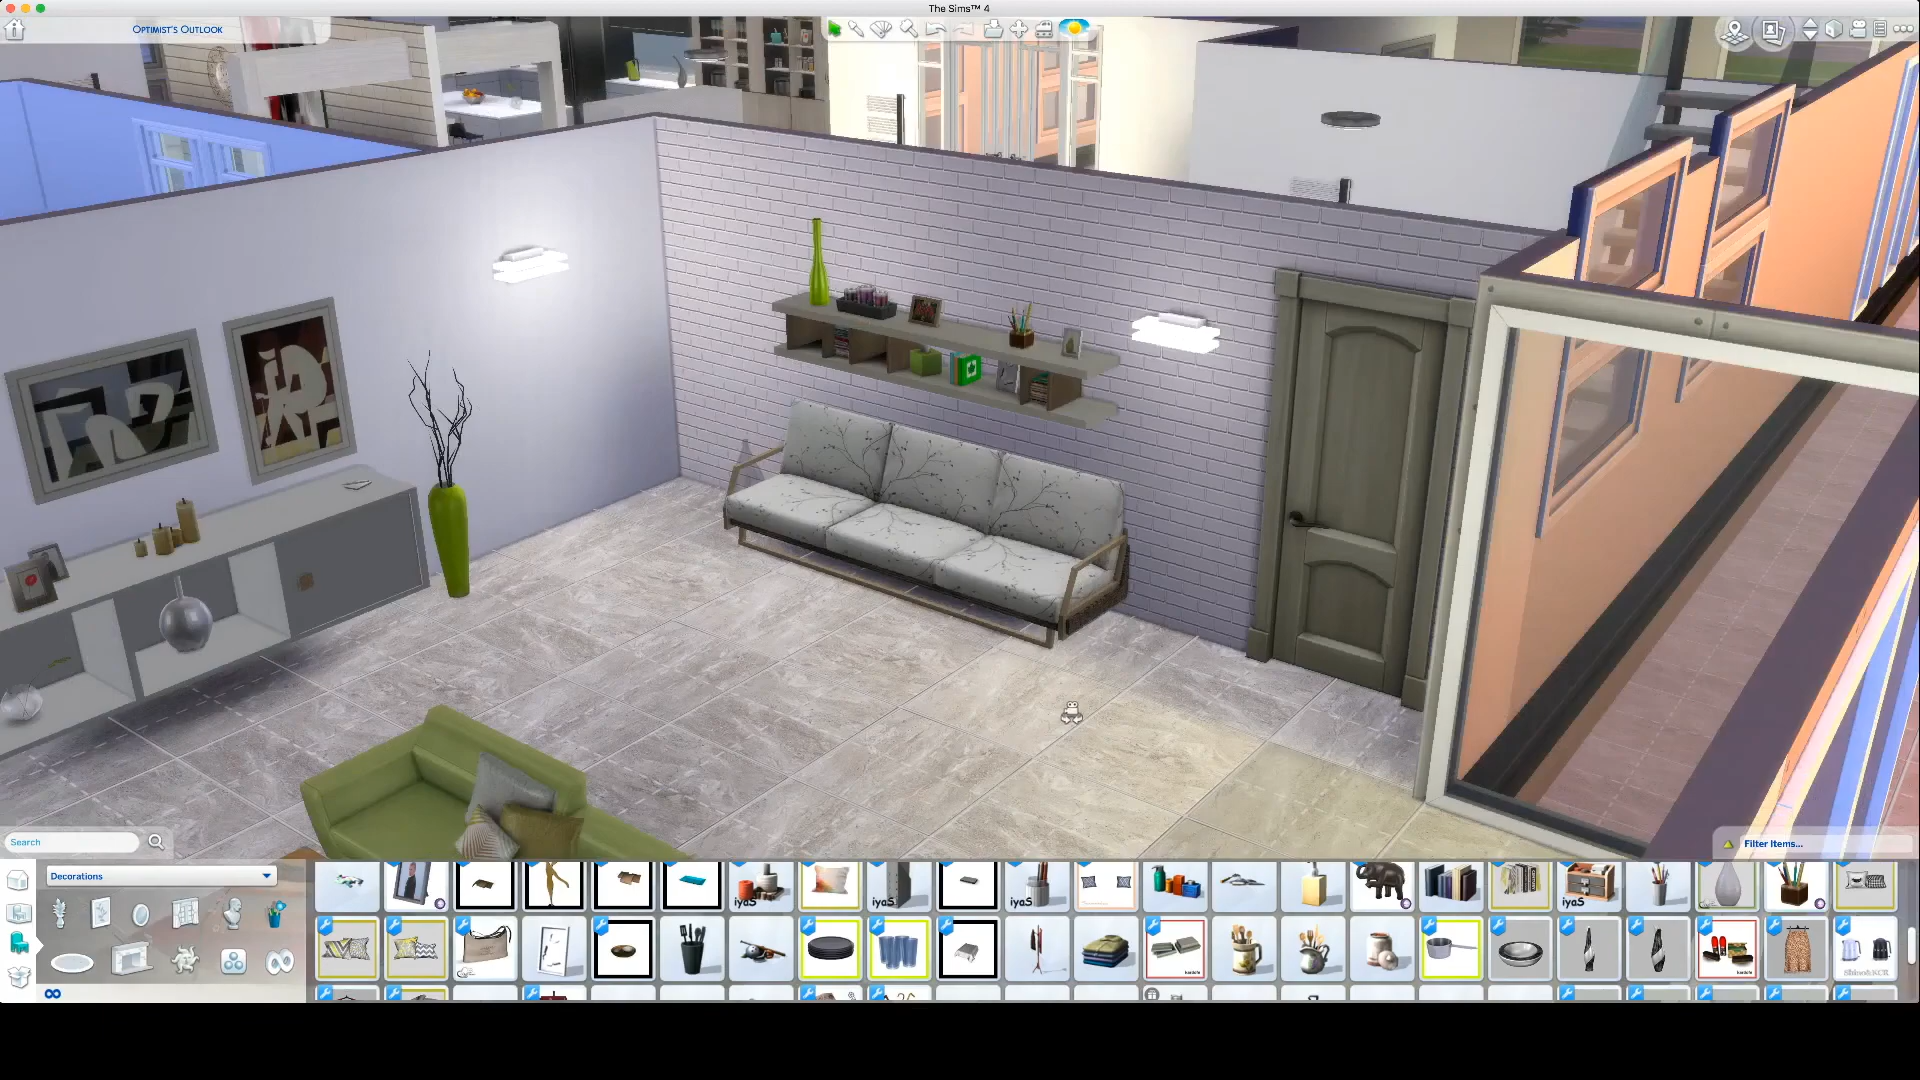 The Sims™ 4
OPTIMIST'S OUTLOOK
Search
Filter Items...
Decorations
iyaS
iyaS
iyaS
iyaS